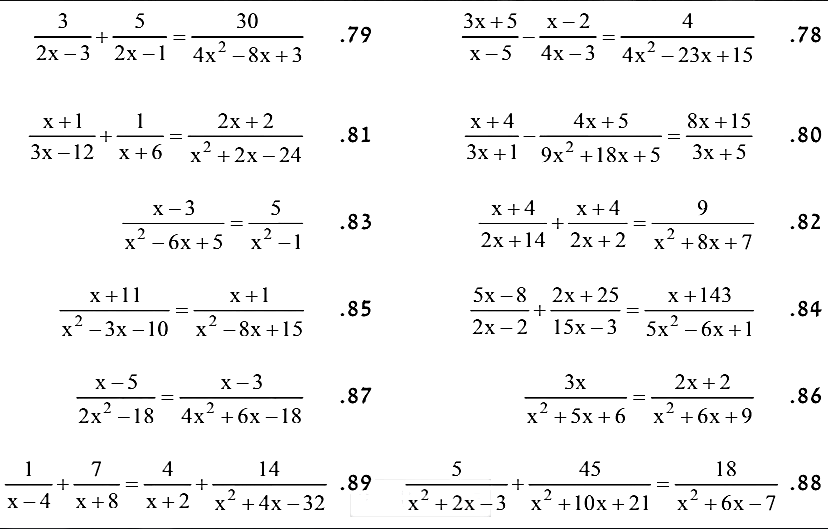 .78 (3x+5)/(x−5) − (x−2)/(4x−3) = 4/(4x²−23x+15)
.79 3/(2x−3) + 5/(2x−1) = 30/(4x²−8x+3)
.80 (x+4)/(3x+1) − (4x+5)/(9x²+18x+5) = (8x+15)/(3x+5)
.81 (x+1)/(3x−12) + 1/(x+6) = (2x+2)/(x²+2x−24)
.82 (x+4)/(2x+14) + (x+4)/(2x+2) = 9/(x²+8x+7)
.83 (x−3)/(x²−6x+5) = 5/(x²−1)
.84 (5x−8)/(2x−2) + (2x+25)/(15x−3) = (x+143)/(5x²−6x+1)
.85 (x+11)/(x²−3x−10) = (x+1)/(x²−8x+15)
.86 3x/(x²+5x+6) = (2x+2)/(x²+6x+9)
.87 (x−5)/(2x²−18) = (x−3)/(4x²+6x−18)
.88 5/(x²+2x−3) + 45/(x²+10x+21) = 18/(x²+6x−7)
.89 1/(x−4) + 7/(x+8) = 4/(x+2) + 14/(x²+4x−32)